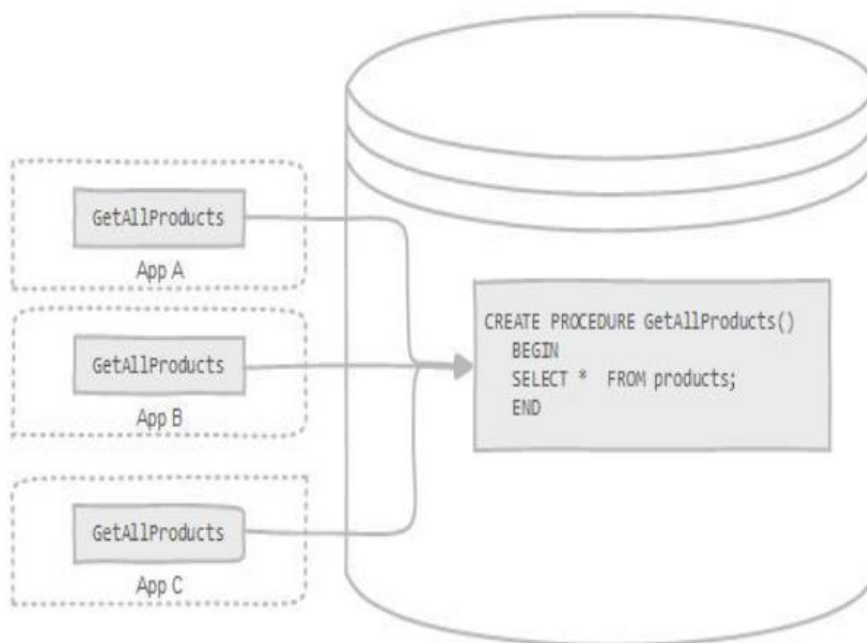 GetAllProducts
App A
GetAllProducts
App B
GetAllProducts
App C
CREATE PROCEDURE GetAllProducts()
BEGIN
SELECT *  FROM products;
END